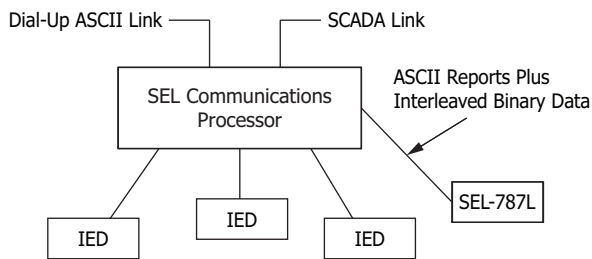 Dial-Up ASCII Link
SCADA Link
SEL Communications
Processor
ASCII Reports Plus
Interleaved Binary Data
SEL-787L
IED
IED
IED